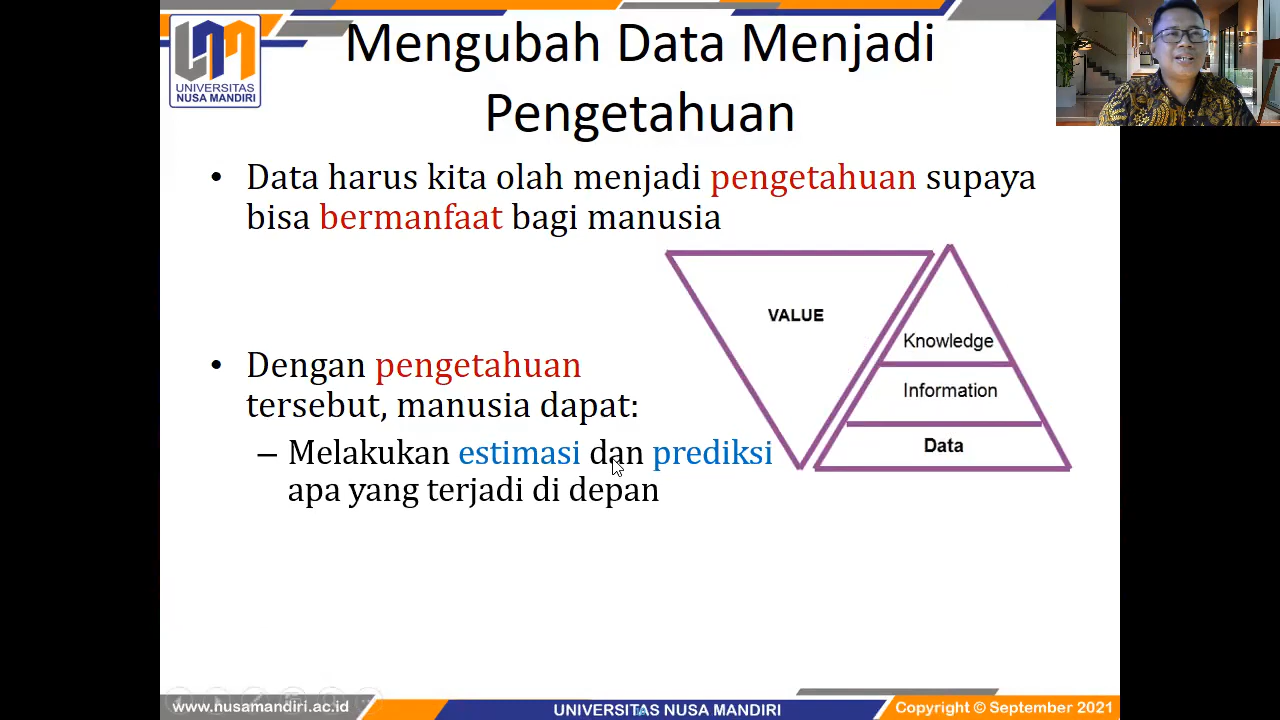 Mengubah Data Menjadi
Pengetahuan
UNIVERSITAS
NUSA MANDIRI
• Data harus kita olah menjadi pengetahuan supaya
bisa bermanfaat bagi manusia
VALUE
Knowledge
Information
Data
• Dengan pengetahuan
tersebut, manusia dapat:
– Melakukan estimasi dan prediksi
apa yang terjadi di depan
www.nusamandiri.ac.id
UNIVERSITAS NUSA MANDIRI
Copyright © September 2021